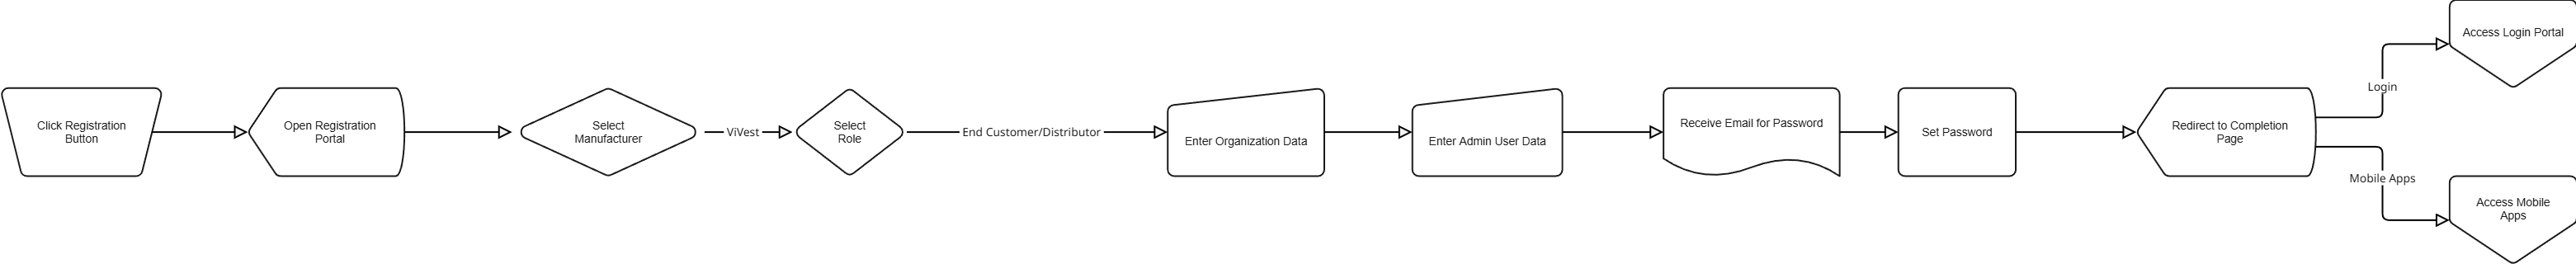 Click Registration
Button
Open Registration
Portal
Select
Manufacturer
ViVest
Select
Role
End Customer/Distributor
Enter Organization Data
Enter Admin User Data
Receive Email for Password
Set Password
Redirect to Completion
Page
Login
Access Login Portal
Mobile Apps
Access Mobile
Apps